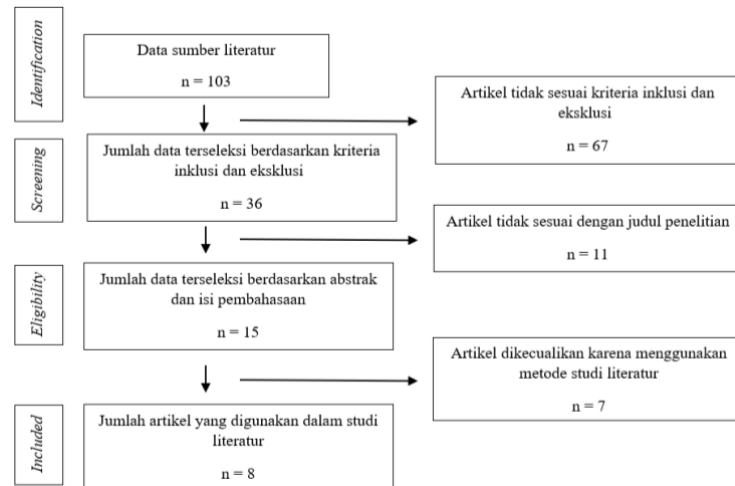 Identification
Data sumber literatur
n = 103
Artikel tidak sesuai kriteria inklusi dan
eksklusi
n = 67
Screening
Jumlah data terseleksi berdasarkan kriteria
inklusi dan eksklusi
n = 36
Artikel tidak sesuai dengan judul penelitian
n = 11
Eligibility
Jumlah data terseleksi berdasarkan abstrak
dan isi pembahasaan
n = 15
Artikel dikecualikan karena menggunakan
metode studi literatur
n = 7
Included
Jumlah artikel yang digunakan dalam studi
literatur
n = 8